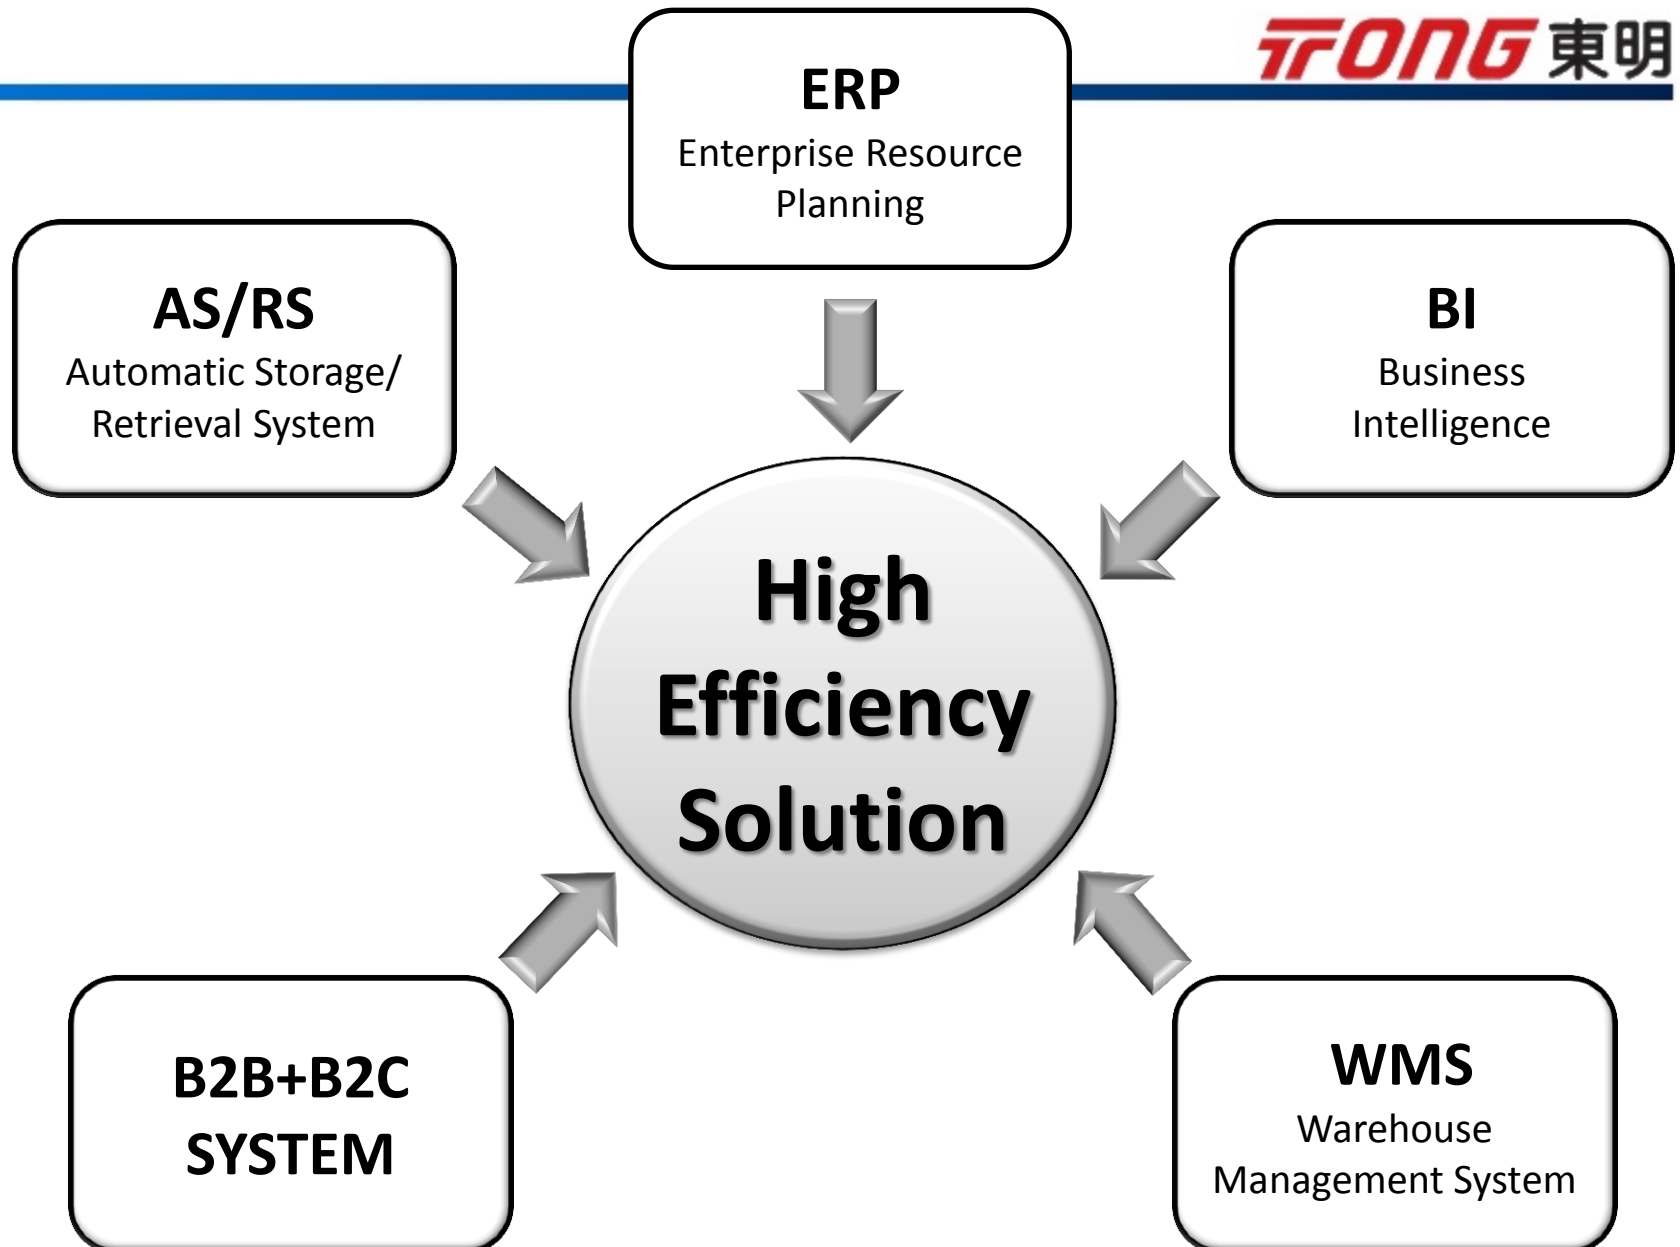 TONG 東明
ERP
Enterprise Resource
Planning
AS/RS
Automatic Storage/
Retrieval System
BI
Business
Intelligence
High
Efficiency
Solution
B2B+B2C
SYSTEM
WMS
Warehouse
Management System